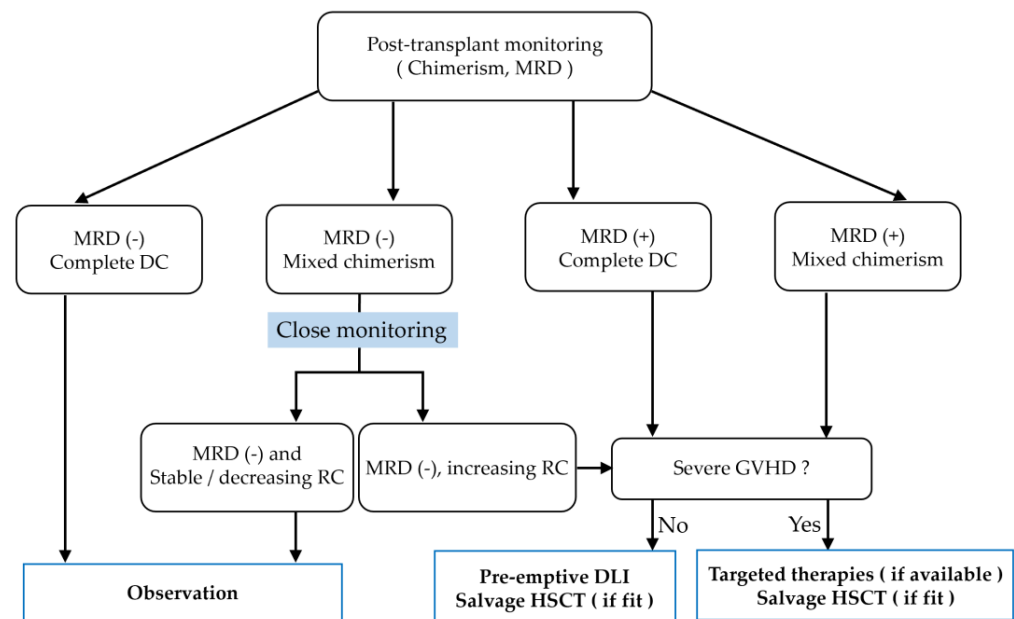 Post-transplant monitoring
( Chimerism, MRD )
MRD (-)
Complete DC
MRD (-)
Mixed chimerism
MRD (+)
Complete DC
MRD (+)
Mixed chimerism
Close monitoring
MRD (-) and
Stable / decreasing RC
MRD (-), increasing RC
Severe GVHD ?
No
Yes
Observation
Pre-emptive DLI
Salvage HSCT ( if fit )
Targeted therapies ( if available )
Salvage HSCT ( if fit )